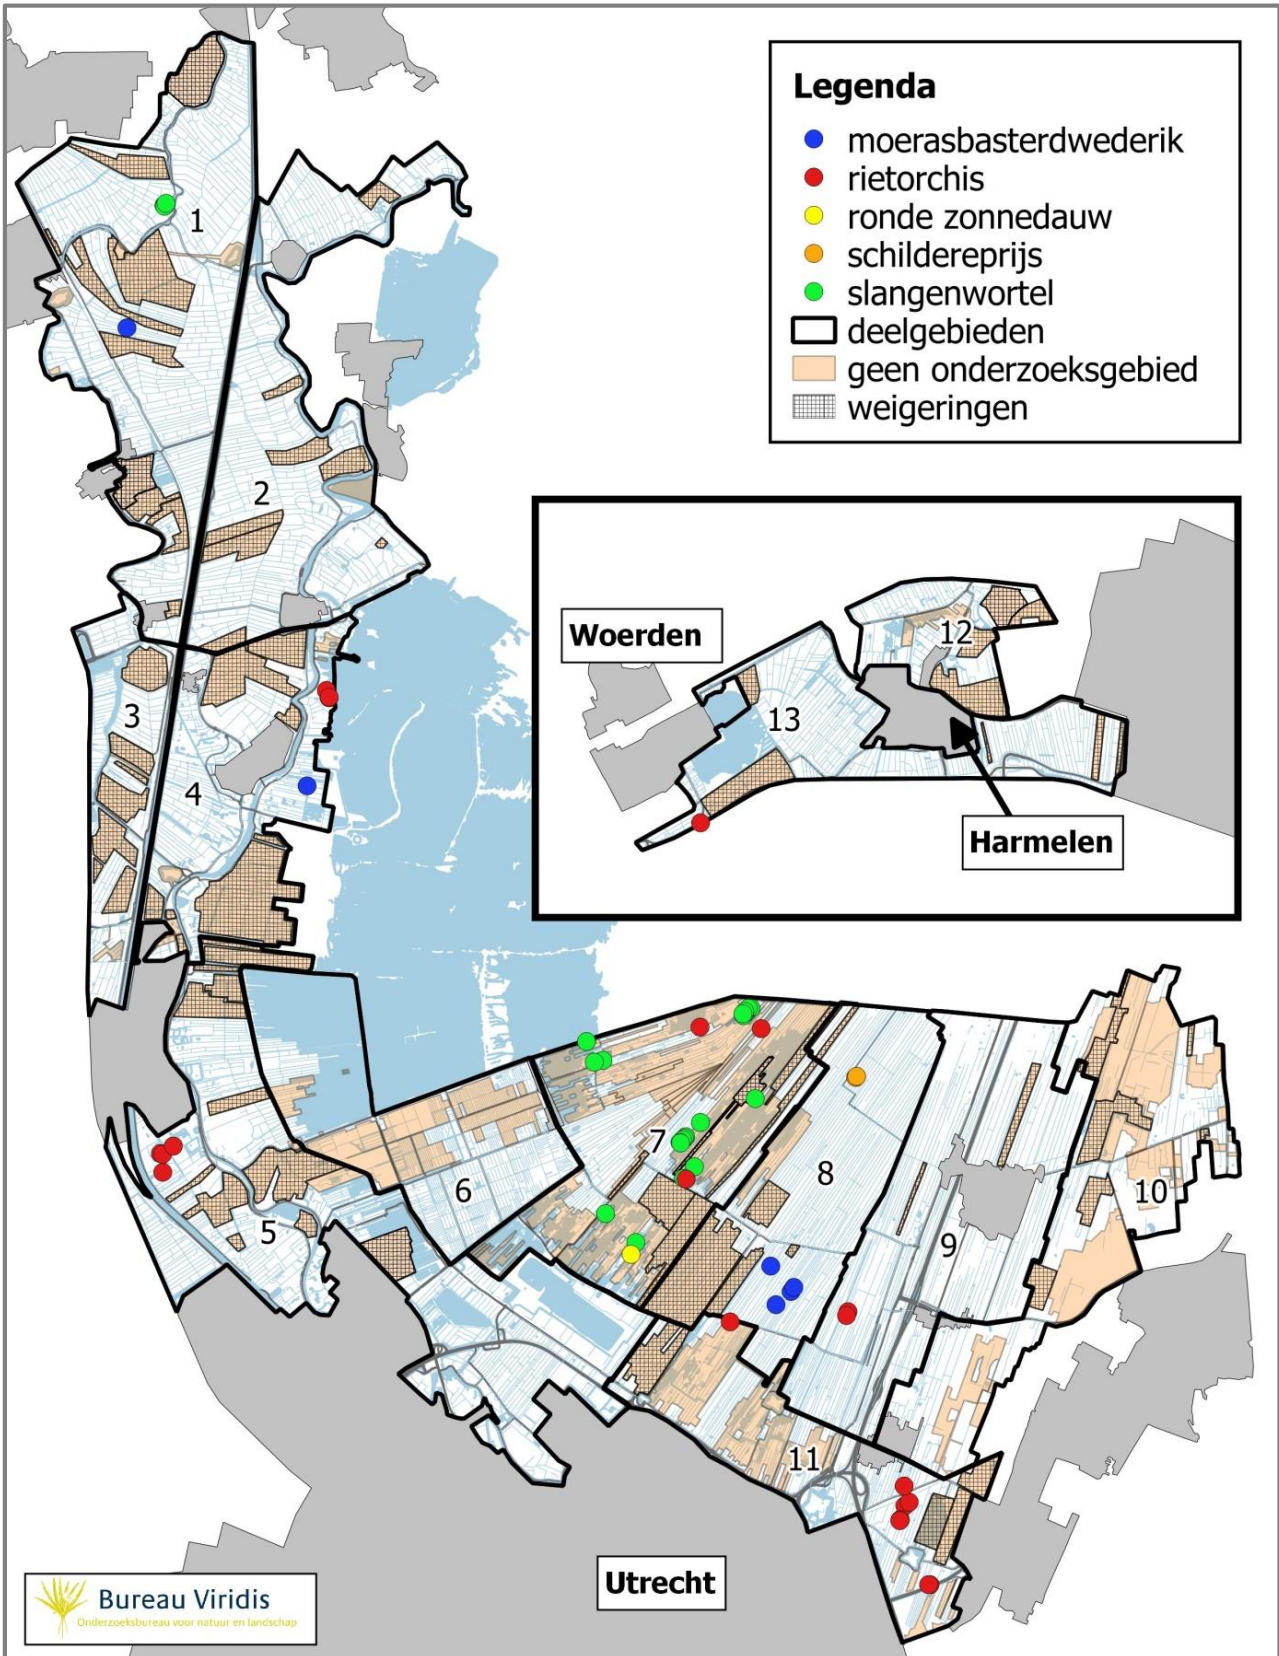 Legenda
moerasbasterdwederik
rietorchis
ronde zonnedauw
schildereprijs
slangenwortel
deelgebieden
geen onderzoeksgebied
weigeringen
1
2
3
4
Woerden
12
13
Harmelen
5
6
7
8
9
10
11
Utrecht
Bureau Viridis
Onderzoeksbureau voor natuur en landschap